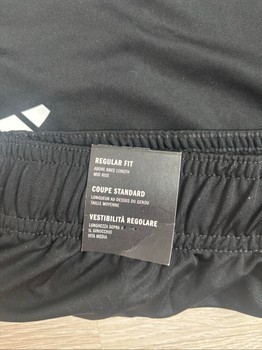 REGULAR FIT
ABOVE KNEE LENGTH
MID RISE
COUPE STANDARD
LONGUEUR AU DESSUS DU GENOU
TAILLE MOYENNE
VESTIBILITÀ REGOLARE
LUNGHEZZA SOPRA
IL GINOCCHIO
VITA MEDIA